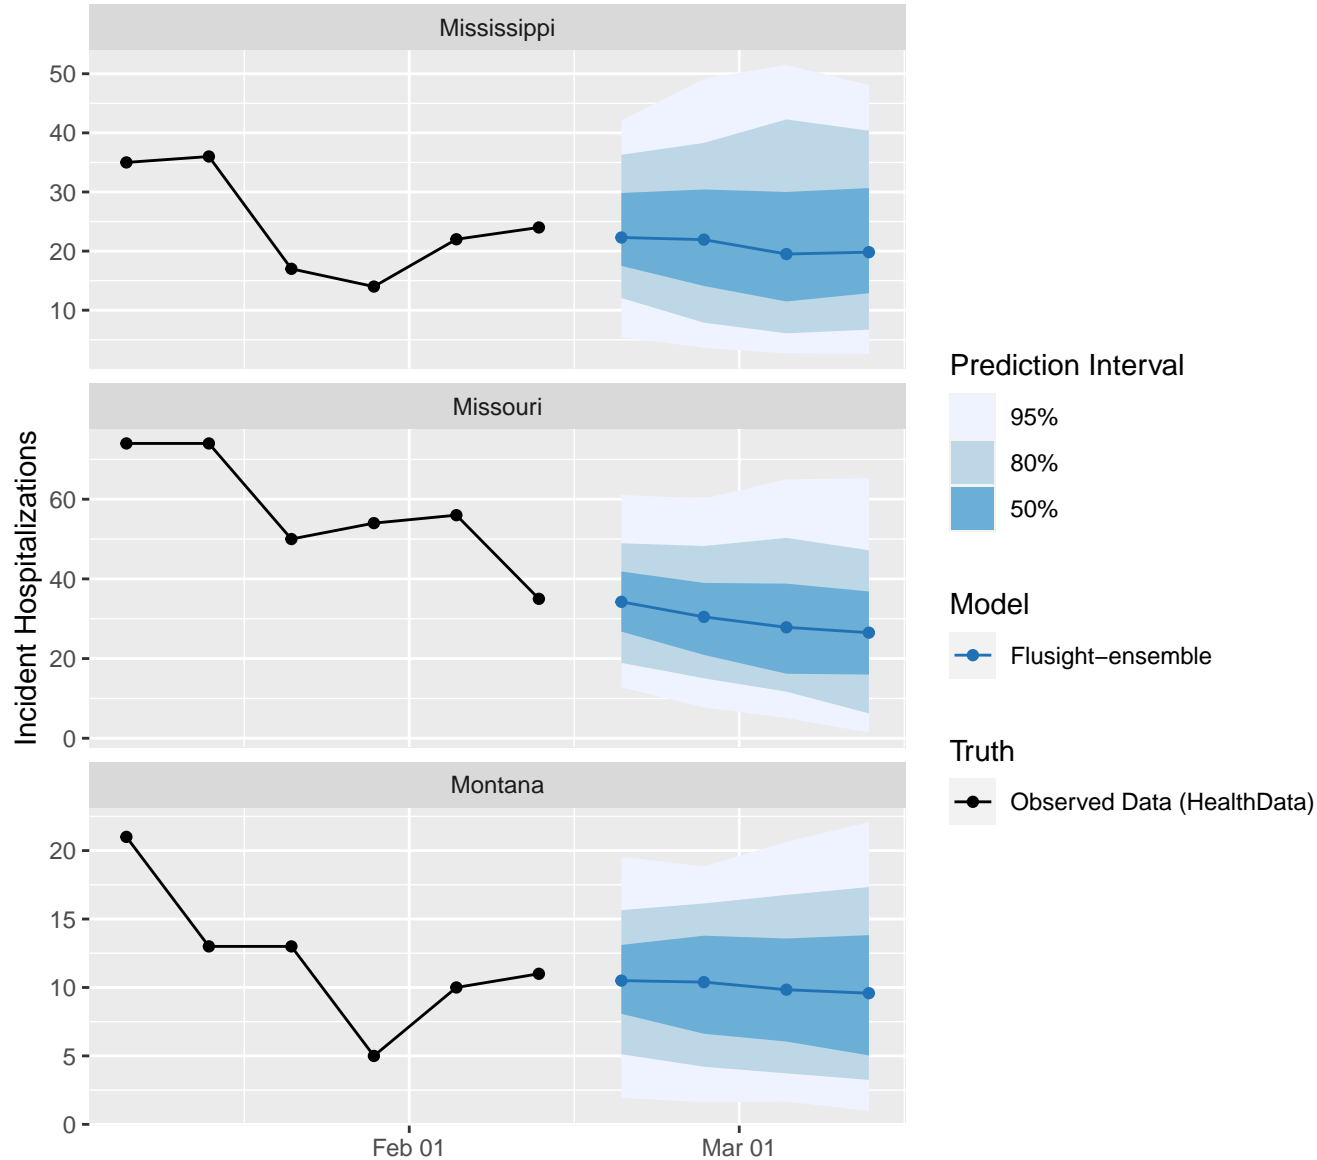 Mississippi
50
40
30
20
10
Missouri
60
40
20
0
Montana
20
15
10
5
0
Feb 01
Mar 01
Incident Hospitalizations
Prediction Interval
95%
80%
50%
Model
Flusight−ensemble
Truth
Observed Data (HealthData)